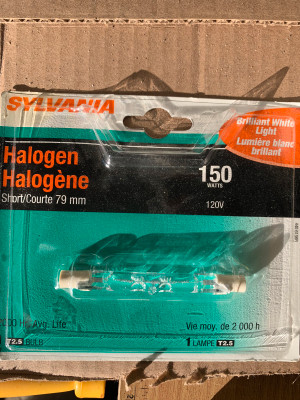 SYLVANIA
Brilliant White
Light
Lumière blanc
brillant
Halogen
Halogène
Short/Courte 79 mm
150
WATTS
120V
Avg. Life
Vie moy. de 2 000 h
T2.5 BULB
1 LAMPE T2.5